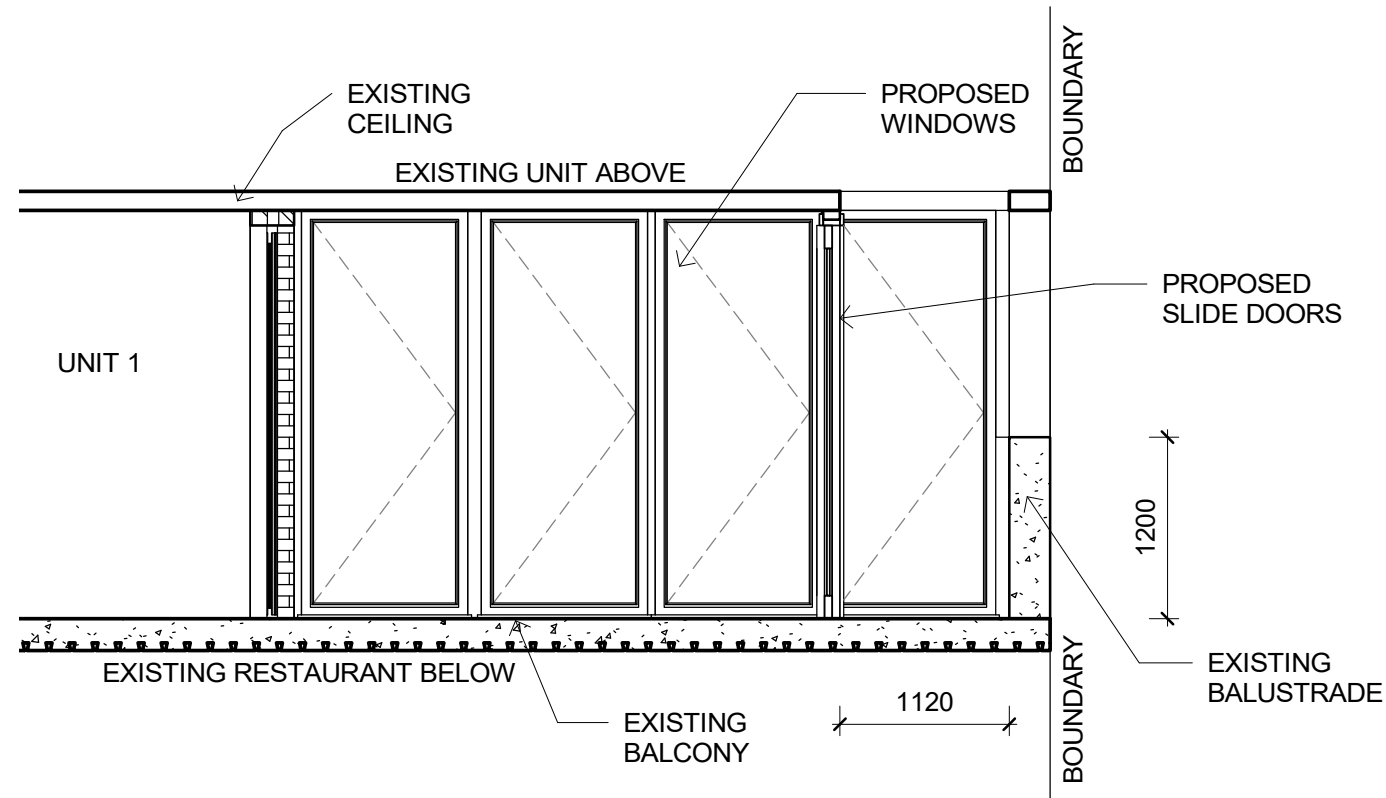 BOUNDARY
EXISTING
CEILING
PROPOSED
WINDOWS
EXISTING UNIT ABOVE
PROPOSED
SLIDE DOORS
UNIT 1
1200
EXISTING RESTAURANT BELOW
EXISTING
BALUSTRADE
1120
EXISTING
BALCONY
BOUNDARY